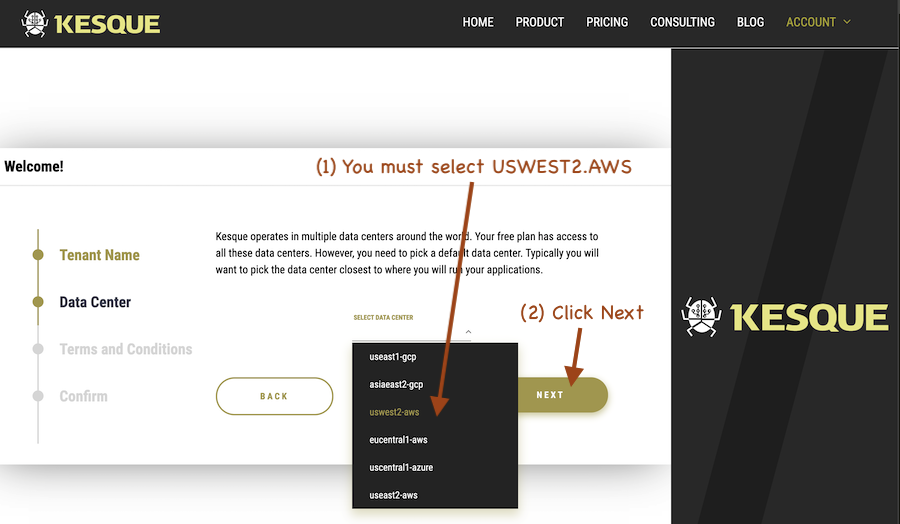 KESQUE
HOME PRODUCT PRICING CONSULTING BLOG ACCOUNT
(1) You must select USWEST2.AWS
Welcome!
Tenant Name
Data Center
Terms and Conditions
Confirm
Kesque operates in multiple data centers around the world. Your free plan has access to
all these data centers. However, you need to pick a default data center. Typically you will
want to pick the data center closest to where you will run your applications.
SELECT DATA CENTER
(2) Click Next
useast1-gcp
asiaeast2-gcp
uswest2-aws
eucentral1-aws
uscentral1-azure
useast2-aws
BACK
NEXT
KESQUE